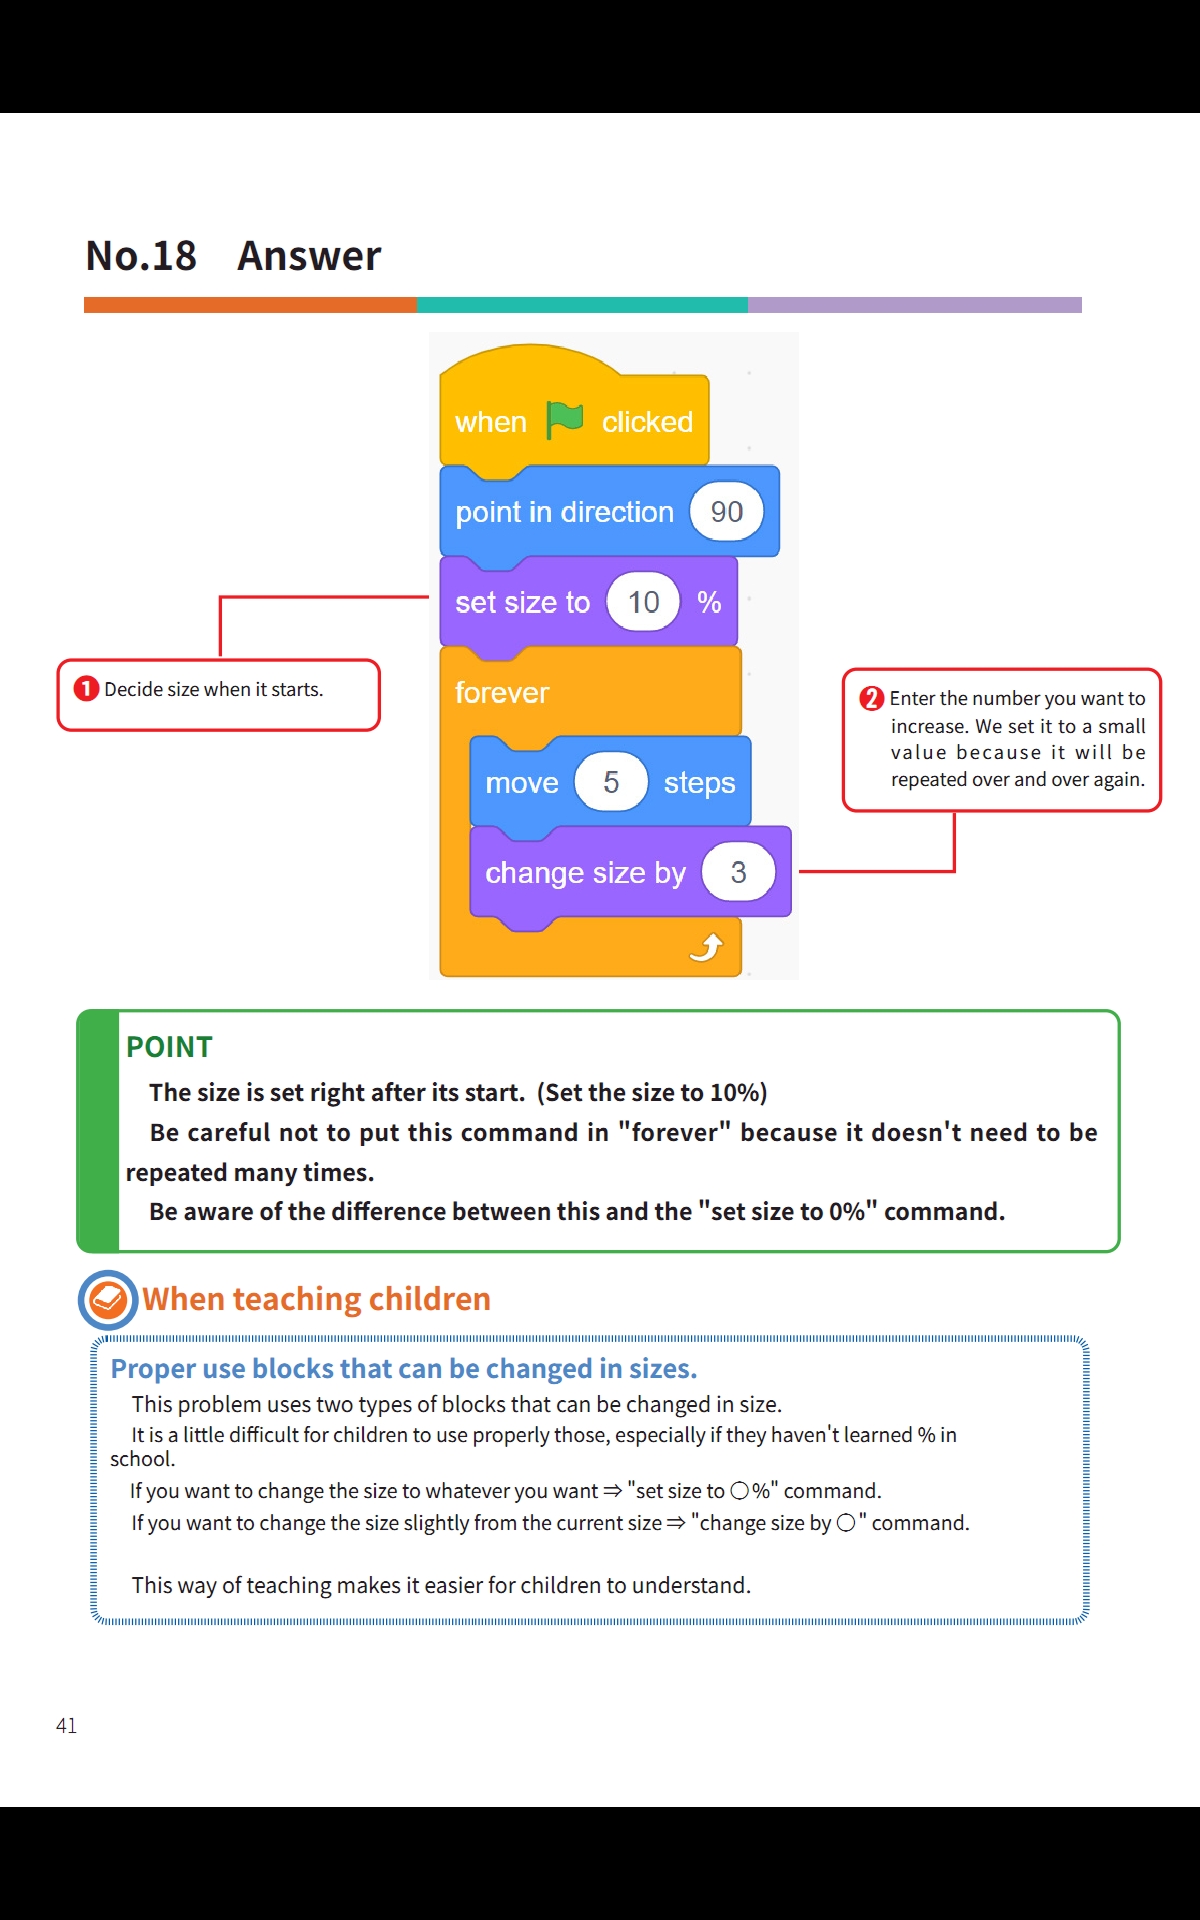 No.18 Answer
when clicked
point in direction 90
set size to 10 %
forever
move 5 steps
change size by 3
1 Decide size when it starts.
2 Enter the number you want to
increase. We set it to a small
value because it will be
repeated over and over again.
POINT
The size is set right after its start. (Set the size to 10%)
Be careful not to put this command in "forever" because it doesn't need to be
repeated many times.
Be aware of the difference between this and the "set size to 0%" command.
When teaching children
Proper use blocks that can be changed in sizes.
This problem uses two types of blocks that can be changed in size.
It is a little difficult for children to use properly those, especially if they haven't learned % in
school.
If you want to change the size to whatever you want ⇒ "set size to ○%" command.
If you want to change the size slightly from the current size ⇒ "change size by ○" command.
This way of teaching makes it easier for children to understand.
41